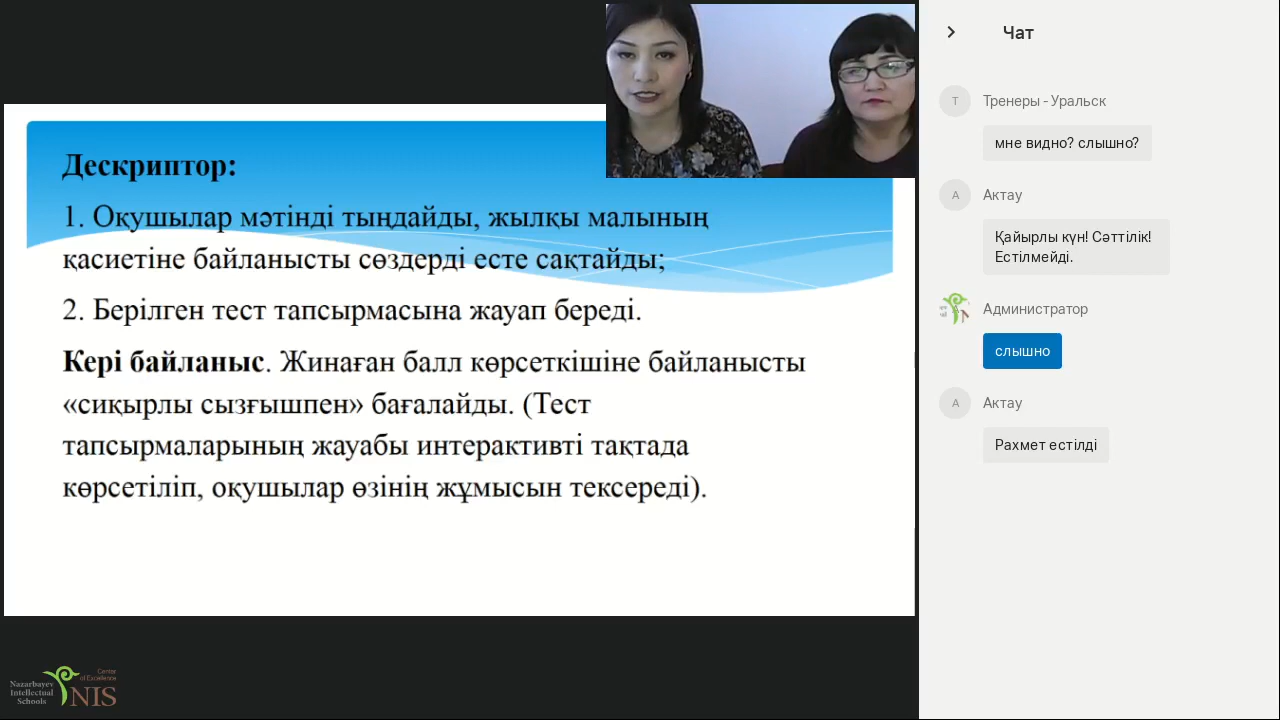 Дескриптор:
1. Оқушылар мәтінді тыңдайды, жылқы малының
қасиетіне байланысты сөздерді есте сақтайды;
2. Берілген тест тапсырмасына жауап береді.
Кері байланыс. Жинаған балл көрсеткішіне байланысты
«сиқырлы сызғышпен» бағалайды. (Тест
тапсырмаларының жауабы интерактивті тақтада
көрсетіліп, оқушылар өзінің жұмысын тексереді).
Nazarbayev
Intellectual
Schools
Center
of Excellence
NIS
Чат
Т
Тренеры - Уральск
мне видно? слышно?
А
Актау
Қайырлы күн! Сәттілік!
Естілмейді.
Администратор
слышно
А
Актау
Рахмет естілді